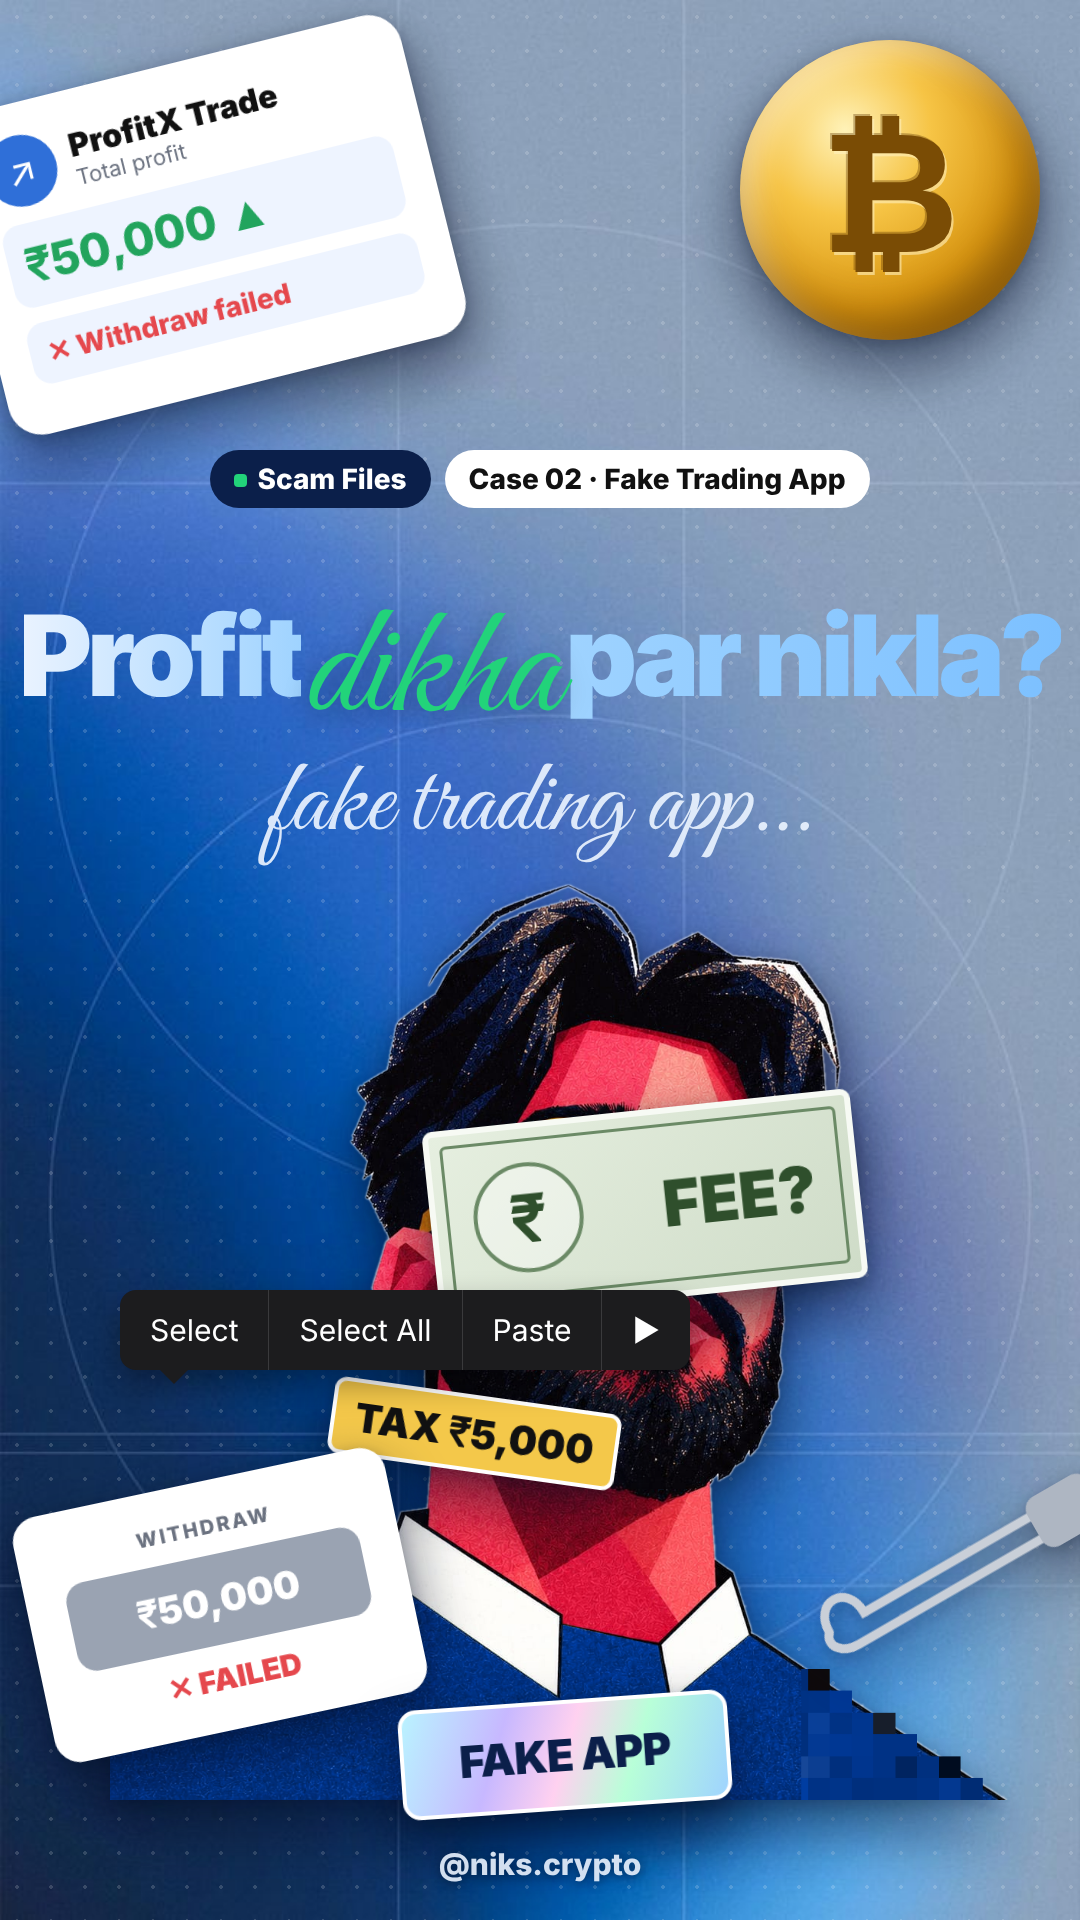 ProfitX Trade
Total profit
₹50,000 ▲
× Withdraw failed
₿
Scam Files
Case 02 · Fake Trading App
Profit dikha par nikla?
fake trading app...
₹ FEE?
Select Select All Paste ▶
TAX ₹5,000
WITHDRAW
₹50,000
× FAILED
FAKE APP
@niks.crypto